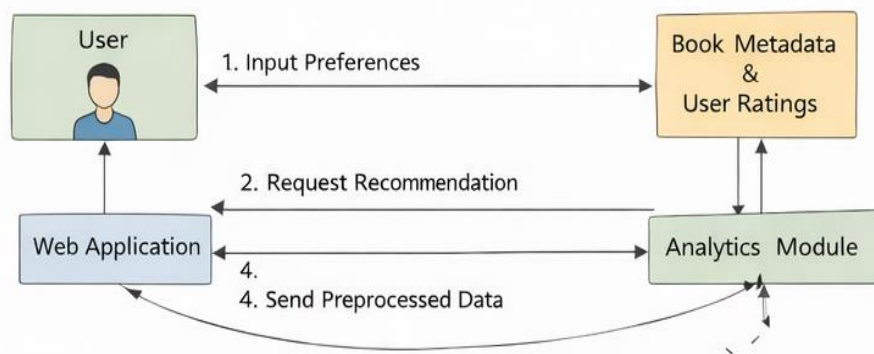 User
1. Input Preferences
Book Metadata
&
User Ratings
2. Request Recommendation
Web Application
Analytics Module
4.
4. Send Preprocessed Data